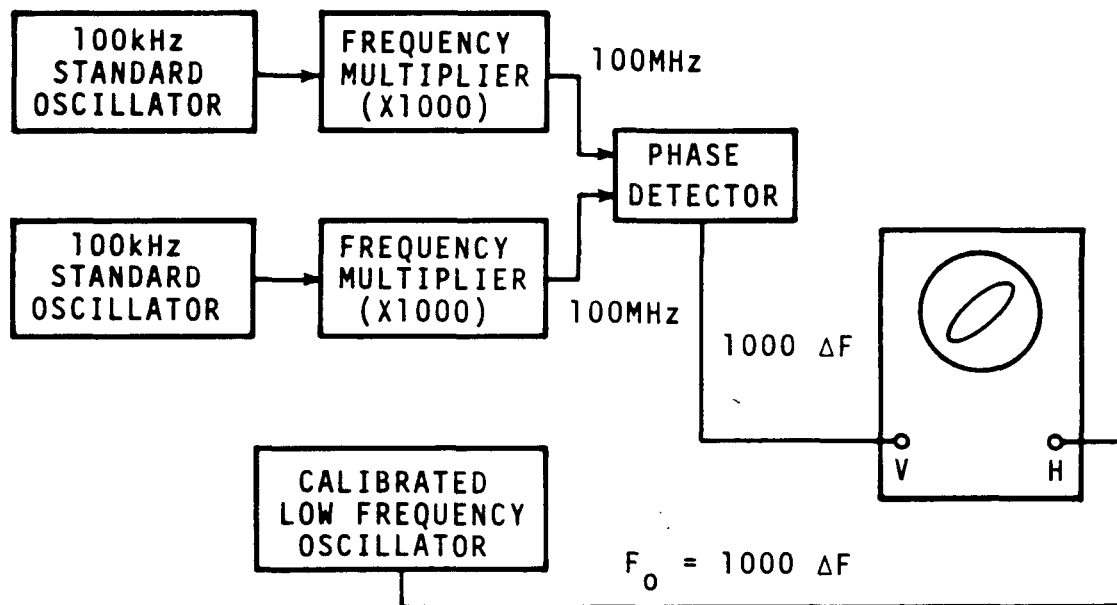 100kHz
STANDARD
OSCILLATOR
FREQUENCY
MULTIPLIER
(X1000)
100MHz
PHASE
DETECTOR
100kHz
STANDARD
OSCILLATOR
FREQUENCY
MULTIPLIER
(X1000)
100MHz
1000 ΔF
V
H
CALIBRATED
LOW FREQUENCY
OSCILLATOR
Fo = 1000 ΔF